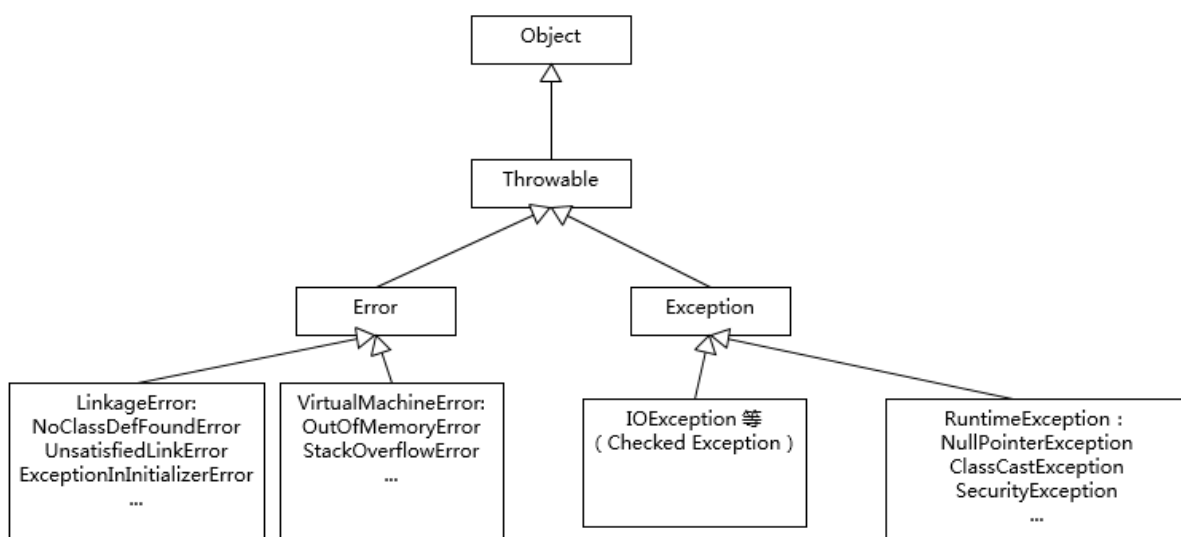 Object
Throwable
Error
Exception
LinkageError:
NoClassDefFoundError
UnsatisfiedLinkError
ExceptionInInitializerError
...
VirtualMachineError:
OutOfMemoryError
StackOverflowError
...
IOException 等
（Checked Exception）
RuntimeException：
NullPointerException
ClassCastException
SecurityException
...